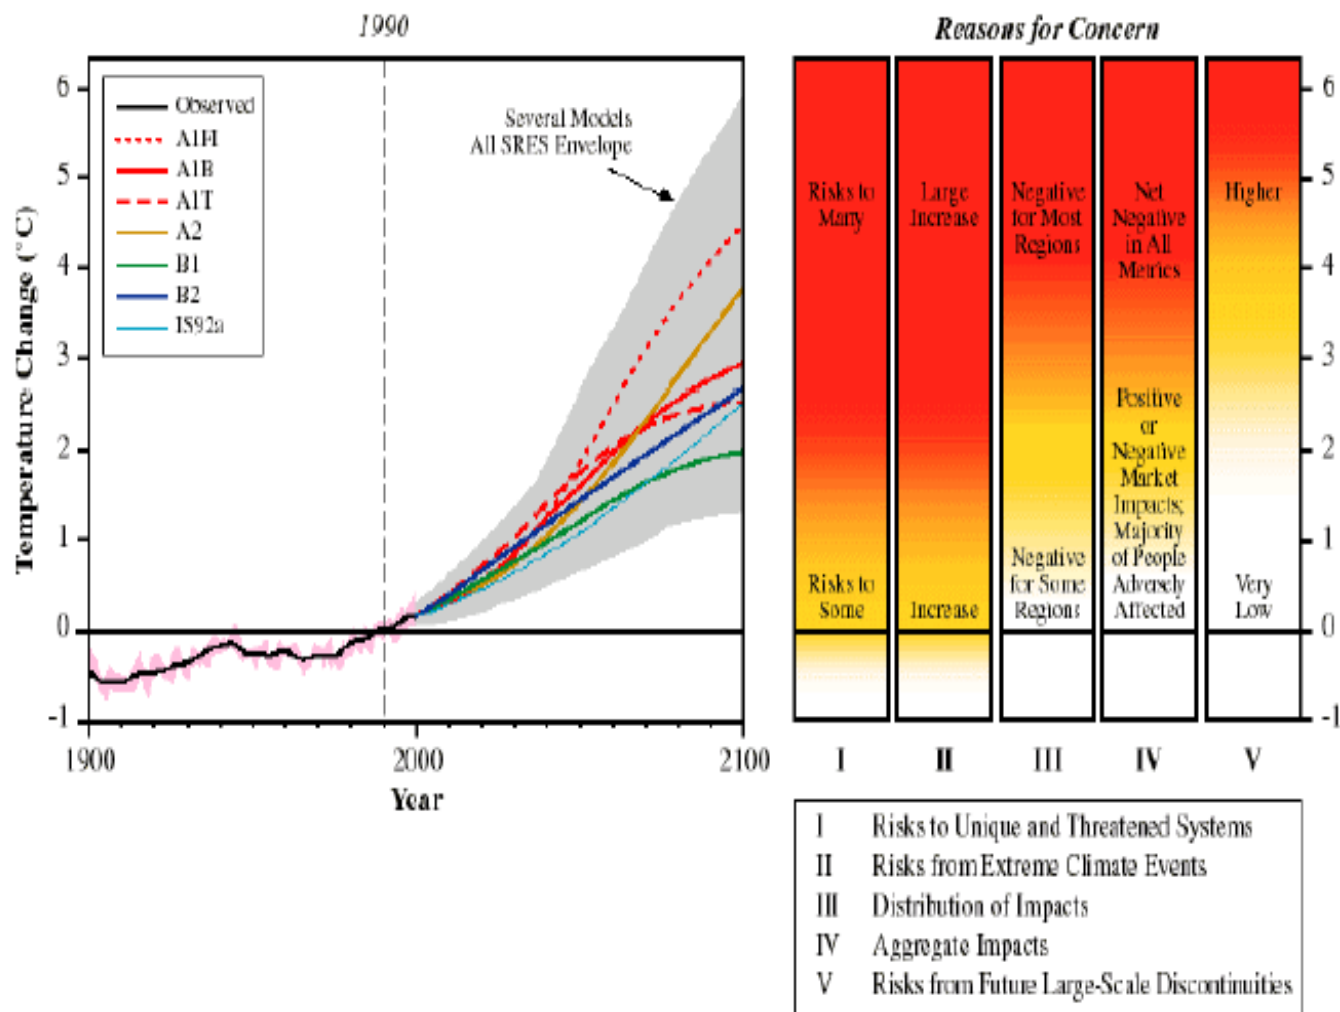 1990
Several Models
All SRES Envelope
Observed
A1FI
A1B
A1T
A2
B1
B2
IS92a
6
5
4
3
2
1
0
-1
Temperature Change (°C)
1900
2000
2100
Year
Reasons for Concern
Risks to
Many
Risks to
Some
Large
Increase
Increase
Negative
for Most
Regions
Negative
for Some
Regions
Net
Negative
in All
Metrics
Positive
or
Negative
Market
Impacts;
Majority
of People
Adversely
Affected
Higher
Very
Low
6
5
4
3
2
1
0
-1
I
II
III
IV
V
I Risks to Unique and Threatened Systems
II Risks from Extreme Climate Events
III Distribution of Impacts
IV Aggregate Impacts
V Risks from Future Large-Scale Discontinuities